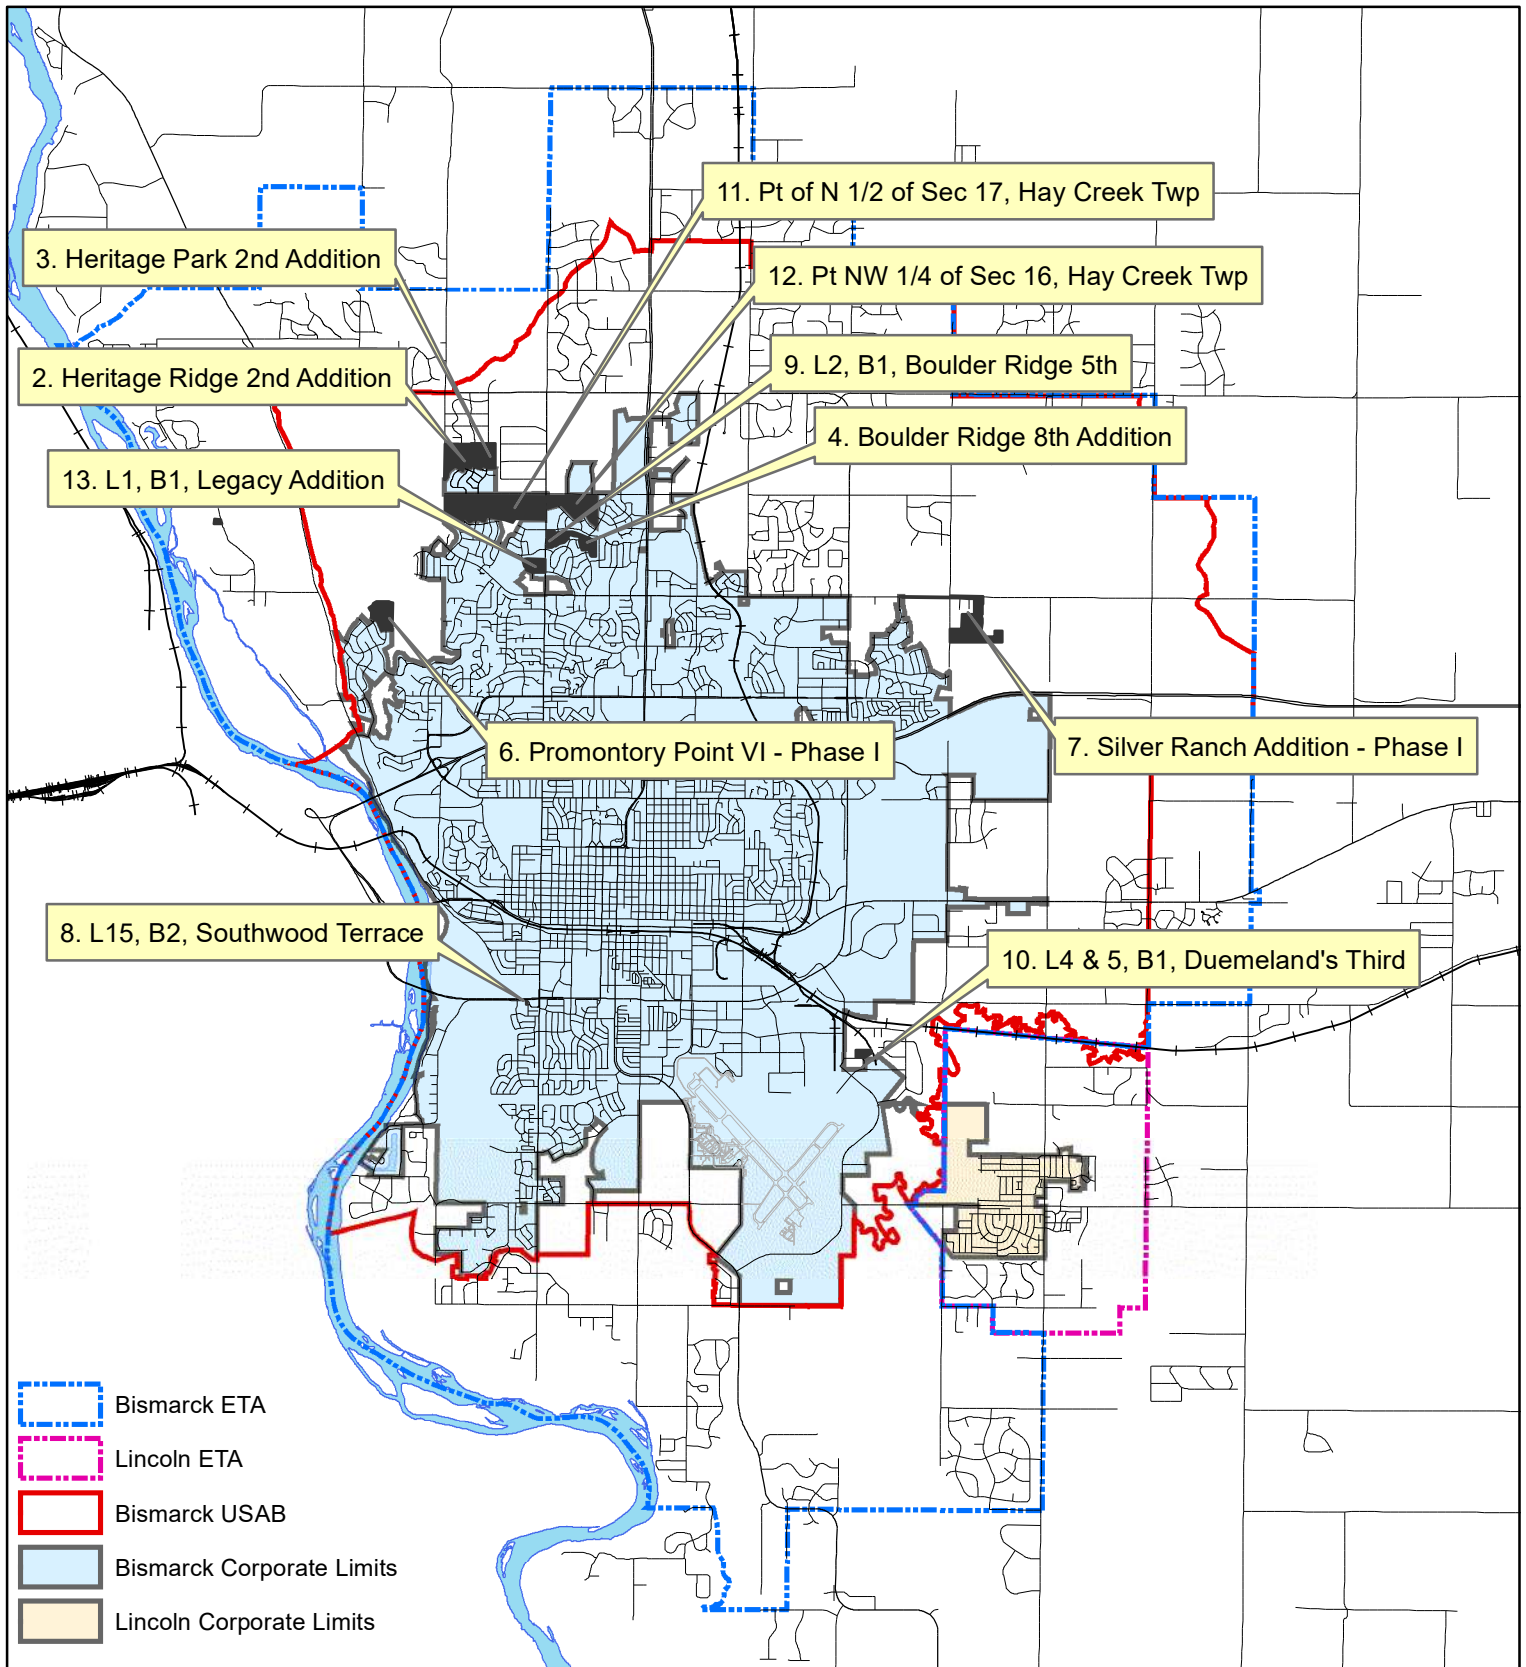 11. Pt of N 1/2 of Sec 17, Hay Creek Twp
3. Heritage Park 2nd Addition
12. Pt NW 1/4 of Sec 16, Hay Creek Twp
2. Heritage Ridge 2nd Addition
9. L2, B1, Boulder Ridge 5th
4. Boulder Ridge 8th Addition
13. L1, B1, Legacy Addition
6. Promontory Point VI - Phase I
7. Silver Ranch Addition - Phase I
8. L15, B2, Southwood Terrace
10. L4 & 5, B1, Duemeland's Third
Bismarck ETA
Lincoln ETA
Bismarck USAB
Bismarck Corporate Limits
Lincoln Corporate Limits